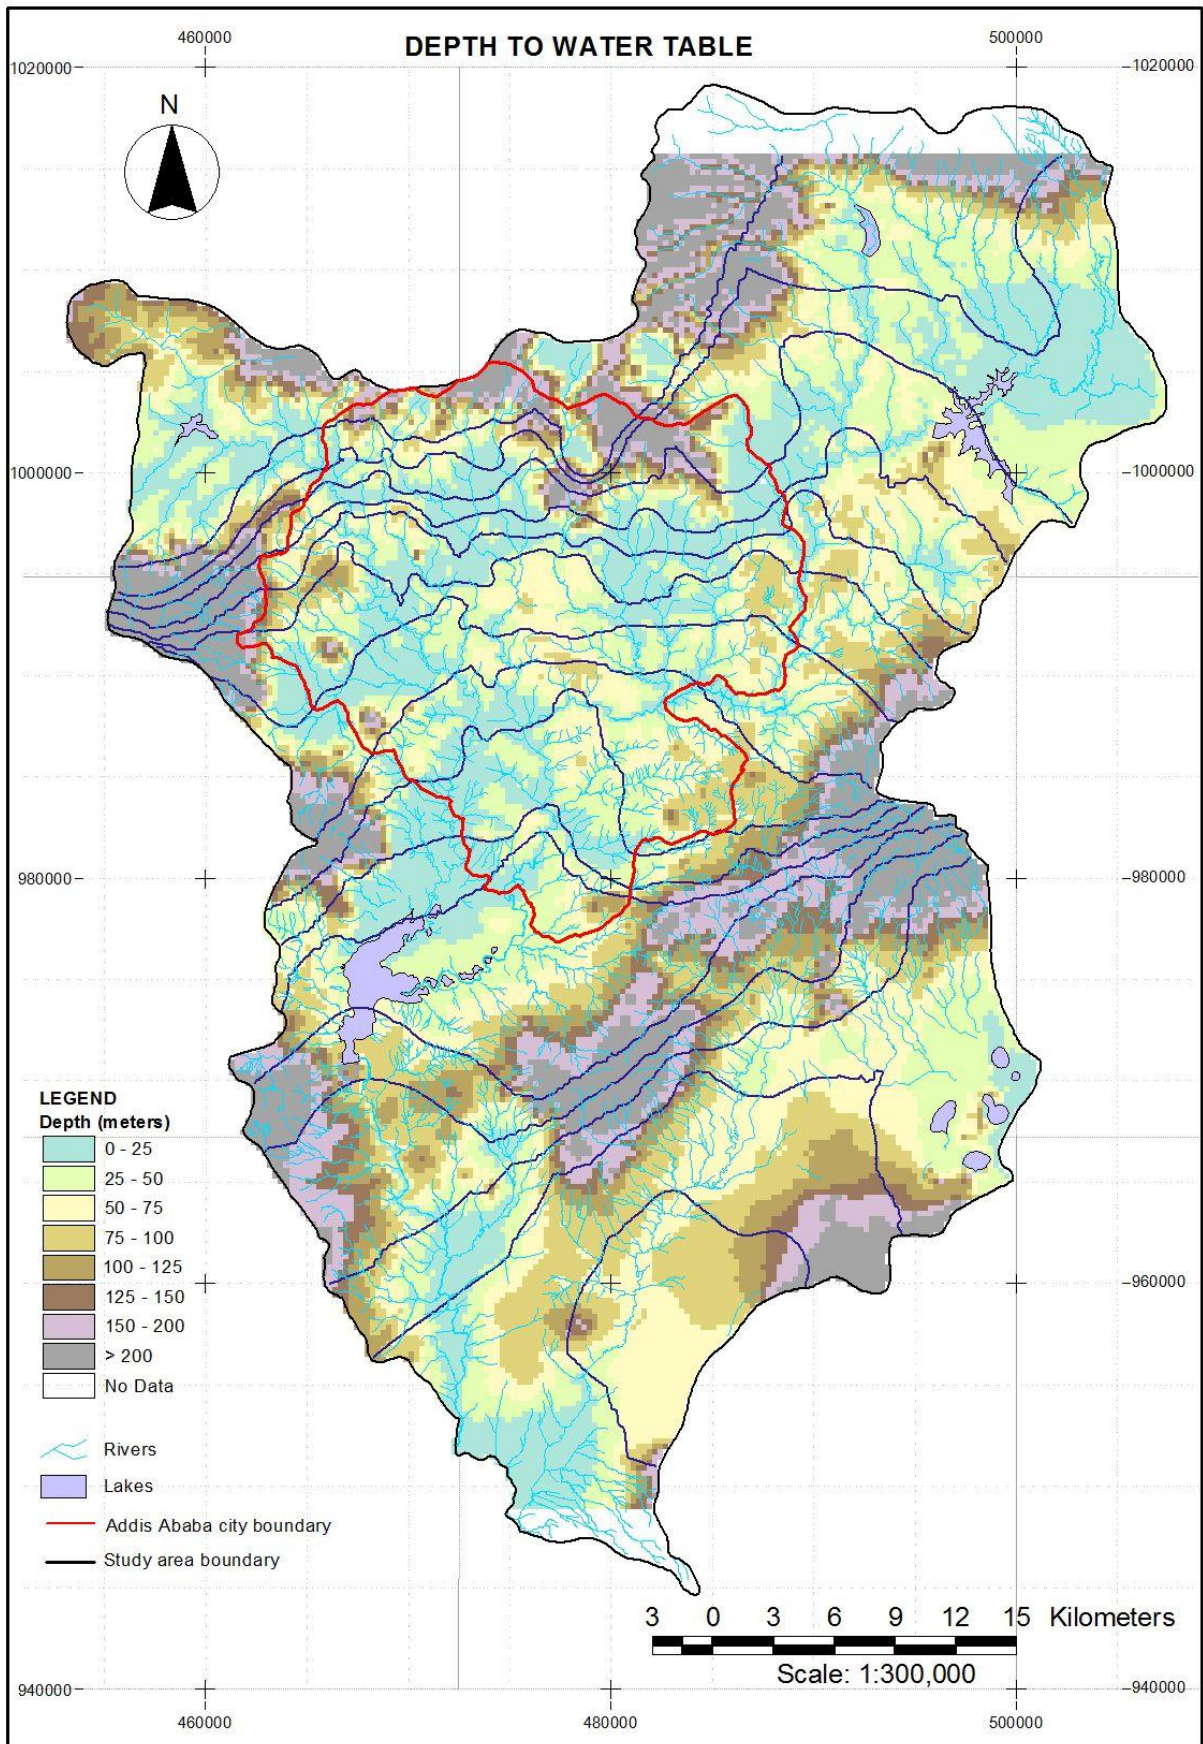 DEPTH TO WATER TABLE
460000
500000
1020000
1020000
N
1000000
1000000
980000
980000
LEGEND
Depth (meters)
0 - 25
25 - 50
50 - 75
75 - 100
100 - 125
125 - 150
150 - 200
> 200
No Data
960000
Rivers
Lakes
Addis Ababa city boundary
Study area boundary
3 0 3 6 9 12 15 Kilometers
Scale: 1:300,000
940000
940000
460000
480000
500000